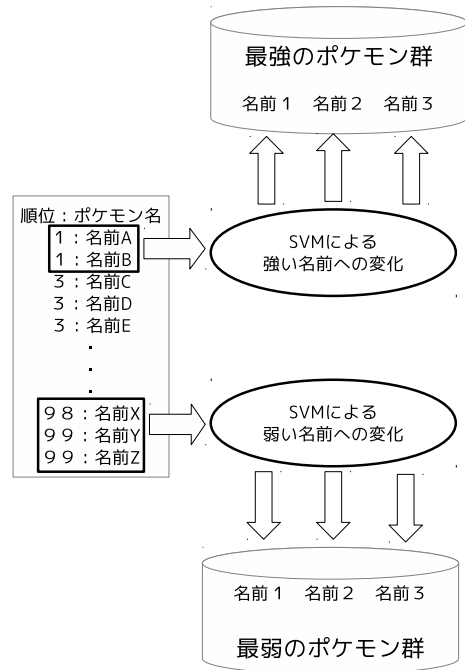 最強のポケモン群
名前１　名前２　名前３
順位：ポケモン名
１：名前A
１：名前B
３：名前C
３：名前D
３：名前E
・
・
・
９８：名前X
９９：名前Y
９９：名前Z
SVMによる
強い名前への変化
SVMによる
弱い名前への変化
名前１　名前２　名前３
最弱のポケモン群